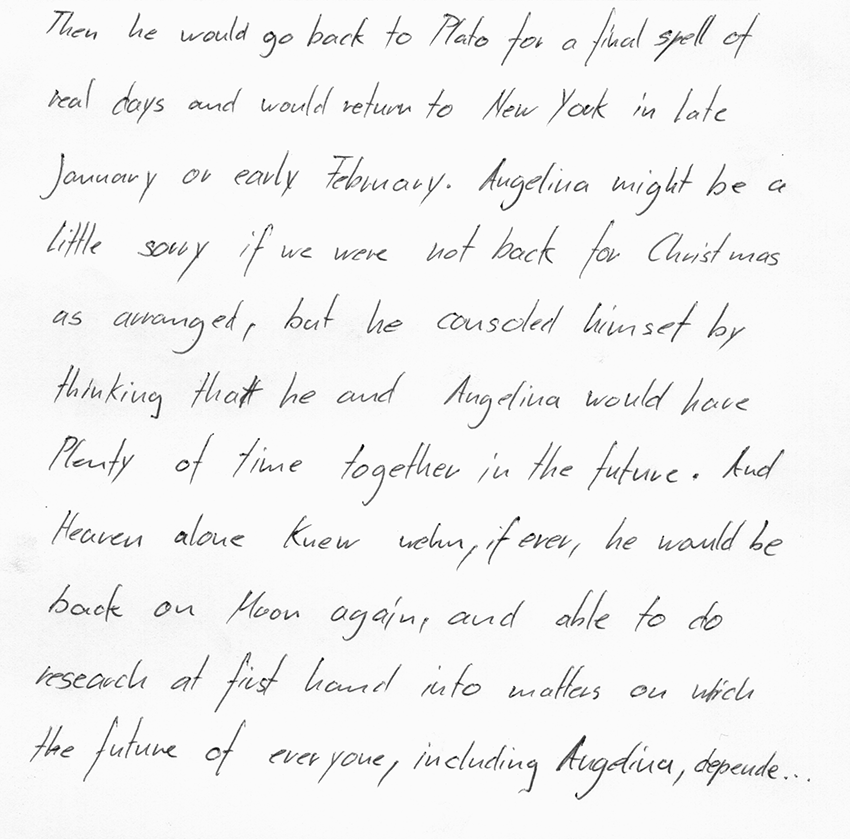 Then he would go back to Plato for a final spell of
real days and would return to New York in late
January or early February. Angelina might be a
little sorry if we were not back for Christmas
as arranged, but he consoled himset by
thinking that he and Angelina would have
Plenty of time together in the future. And
Heaven alone knew wehn, if ever, he would be
back on Moon again, and able to do
research at first hand into matters on which
the future of everyone, including Angelina, depende...